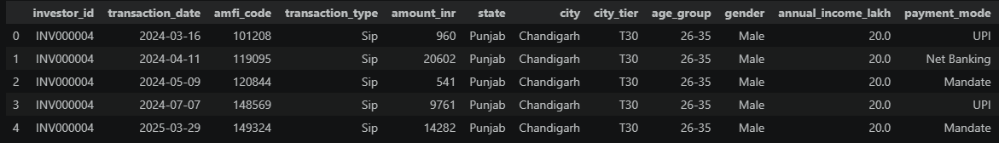 investor_id transaction_date amfi_code transaction_type amount_inr state city city_tier age_group gender annual_income_lakh payment_mode
0 INV000004 2024-03-16 101208 Sip 960 Punjab Chandigarh T30 26-35 Male 20.0 UPI
1 INV000004 2024-04-11 119095 Sip 20602 Punjab Chandigarh T30 26-35 Male 20.0 Net Banking
2 INV000004 2024-05-09 120844 Sip 541 Punjab Chandigarh T30 26-35 Male 20.0 Mandate
3 INV000004 2024-07-07 148569 Sip 9761 Punjab Chandigarh T30 26-35 Male 20.0 UPI
4 INV000004 2025-03-29 149324 Sip 14282 Punjab Chandigarh T30 26-35 Male 20.0 Mandate